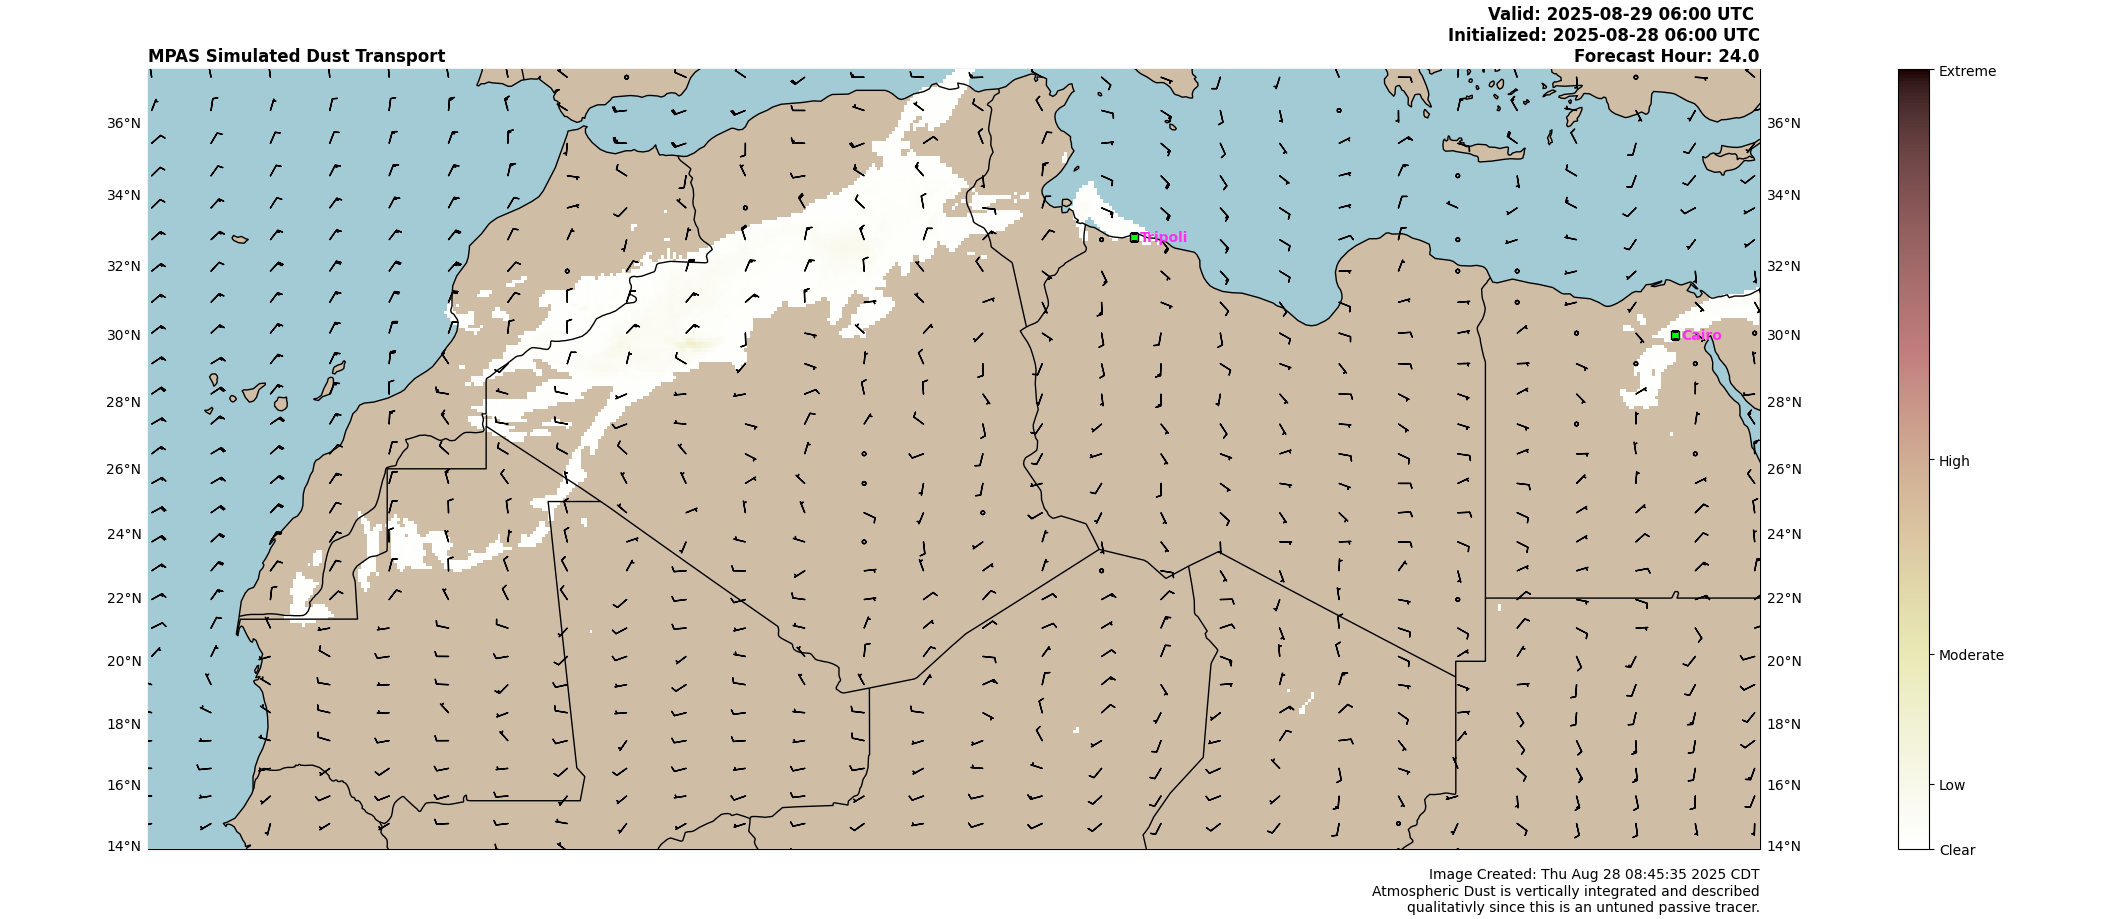 Valid: 2025-08-29 06:00 UTC
Initialized: 2025-08-28 06:00 UTC
MPAS Simulated Dust Transport
Forecast Hour: 24.0
Extreme
36°N 36°N
34°N 34°N
Tripoli
32°N 32°N
30°N Cairo 30°N
28°N 28°N
High
26°N 26°N
24°N 24°N
22°N 22°N
Moderate
20°N 20°N
18°N 18°N
16°N 16°N
Low
14°N 14°N
Clear
Image Created: Thu Aug 28 08:45:35 2025 CDT
Atmospheric Dust is vertically integrated and described
qualitativly since this is an untuned passive tracer.